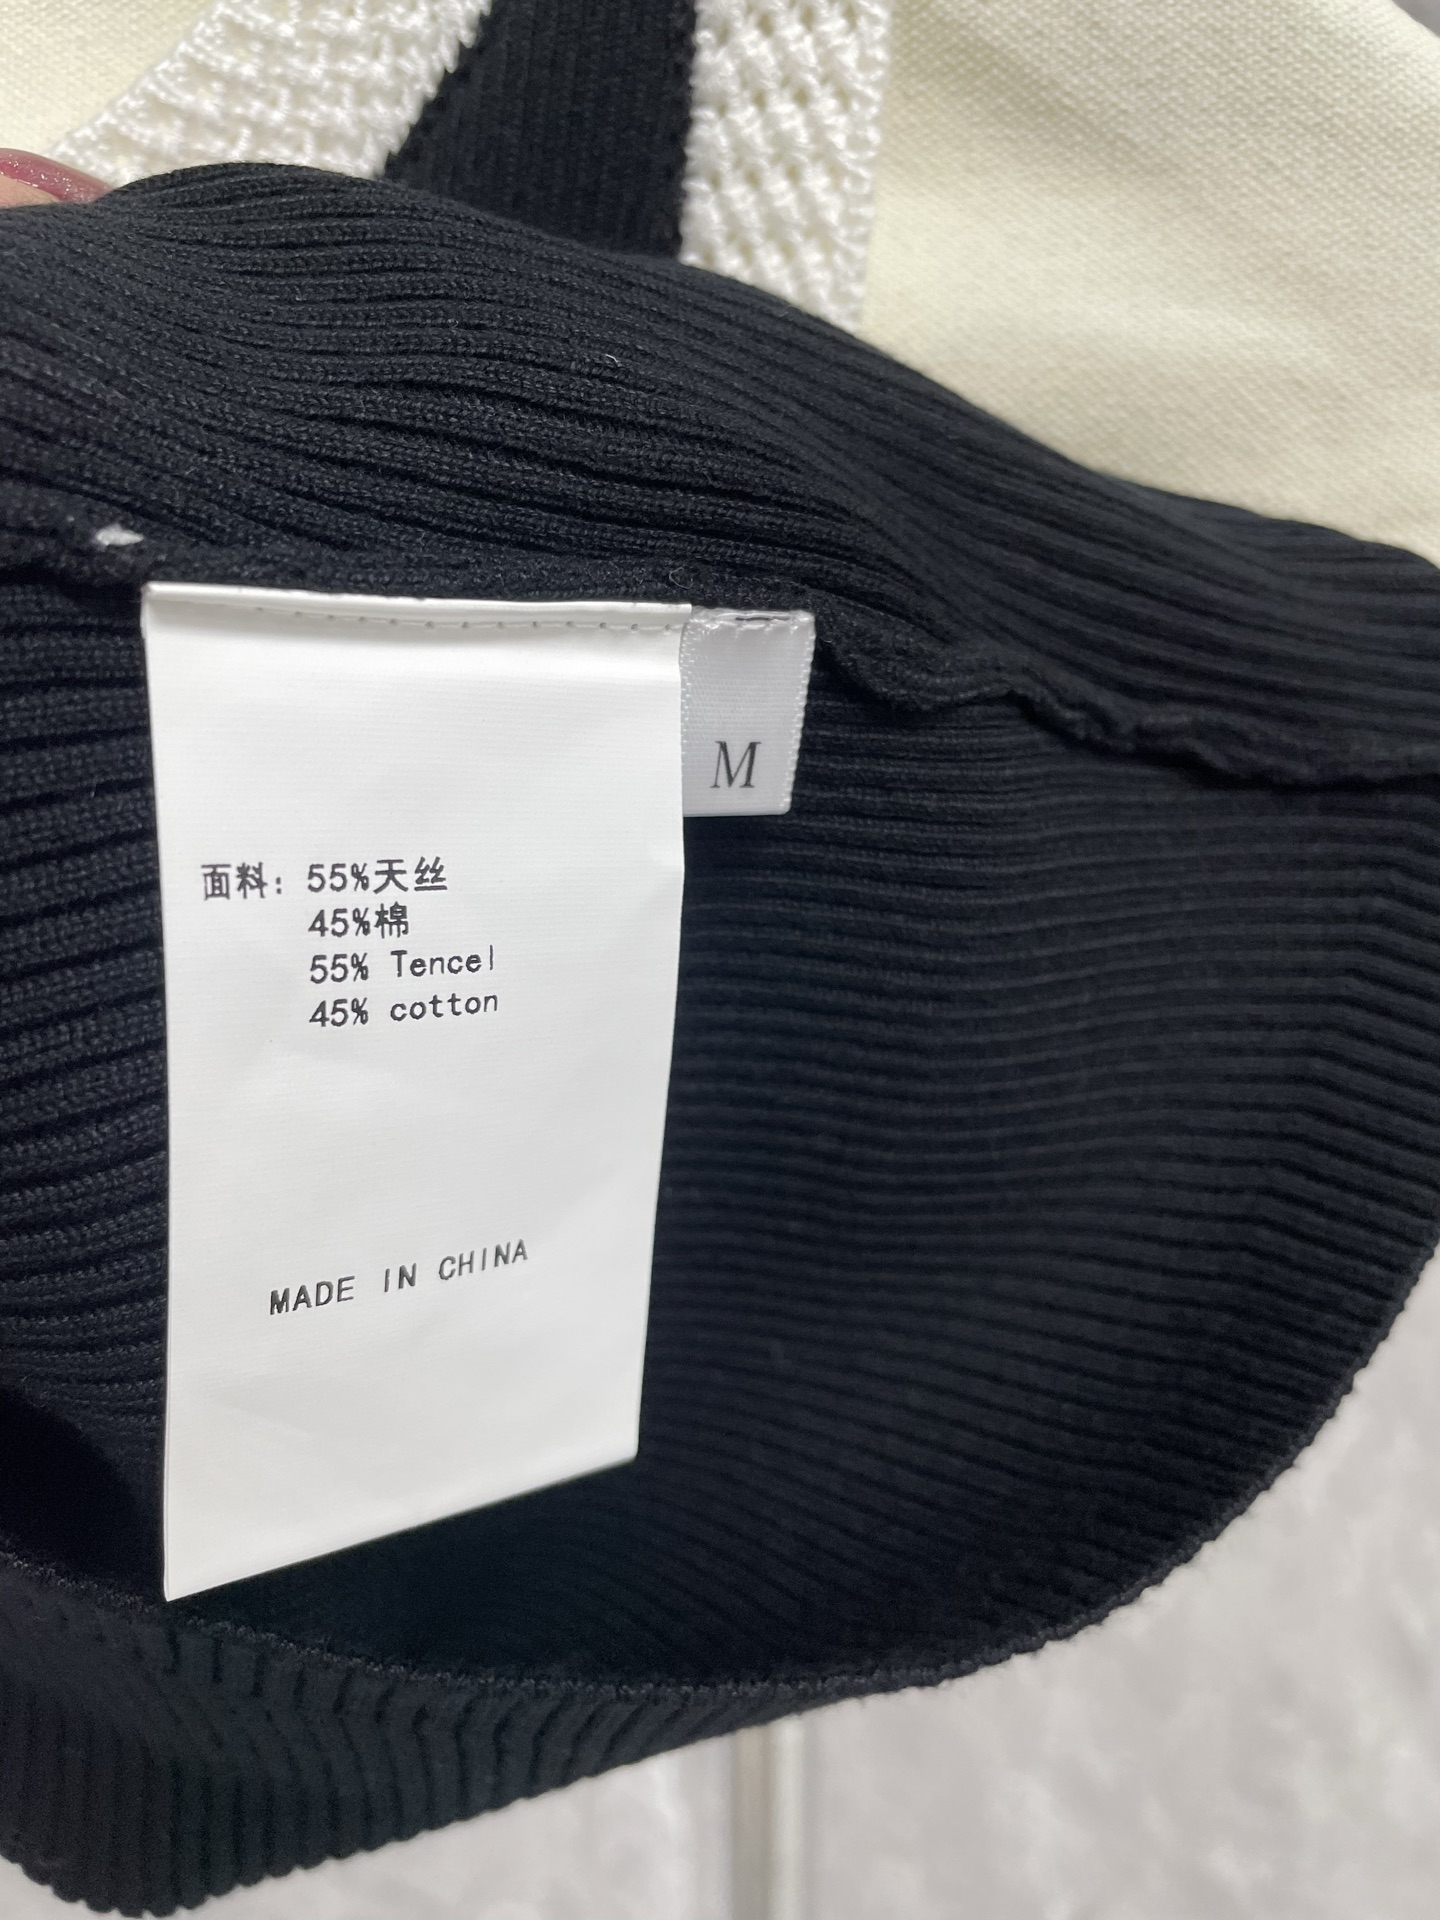 M
面料: 55%天丝
45%棉
55% Tencel
45% cotton
MADE IN CHINA